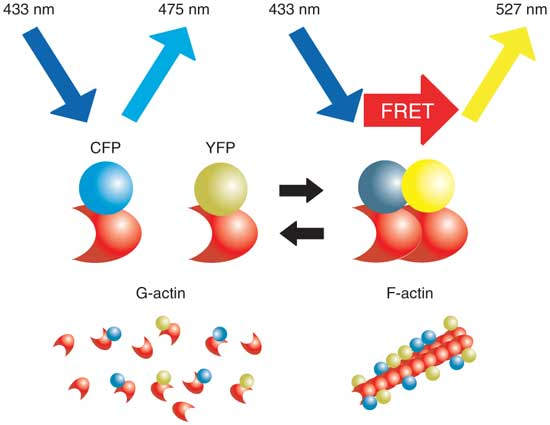 433 nm
475 nm
433 nm
527 nm
FRET
CFP
YFP
G-actin
F-actin